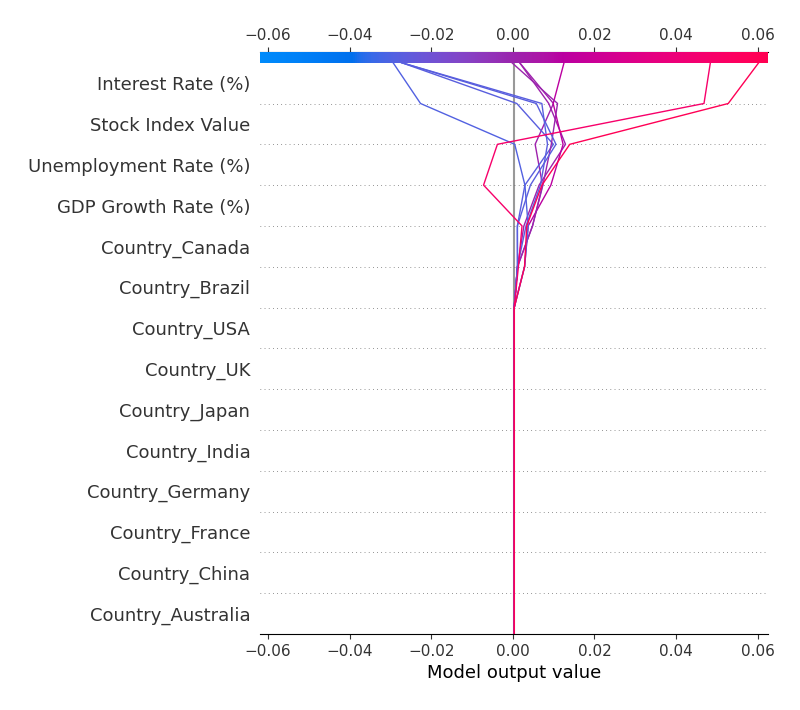 −0.06 −0.04 −0.02 0.00 0.02 0.04 0.06
Interest Rate (%)
Stock Index Value
Unemployment Rate (%)
GDP Growth Rate (%)
Country_Canada
Country_Brazil
Country_USA
Country_UK
Country_Japan
Country_India
Country_Germany
Country_France
Country_China
Country_Australia
−0.06 −0.04 −0.02 0.00 0.02 0.04 0.06
Model output value